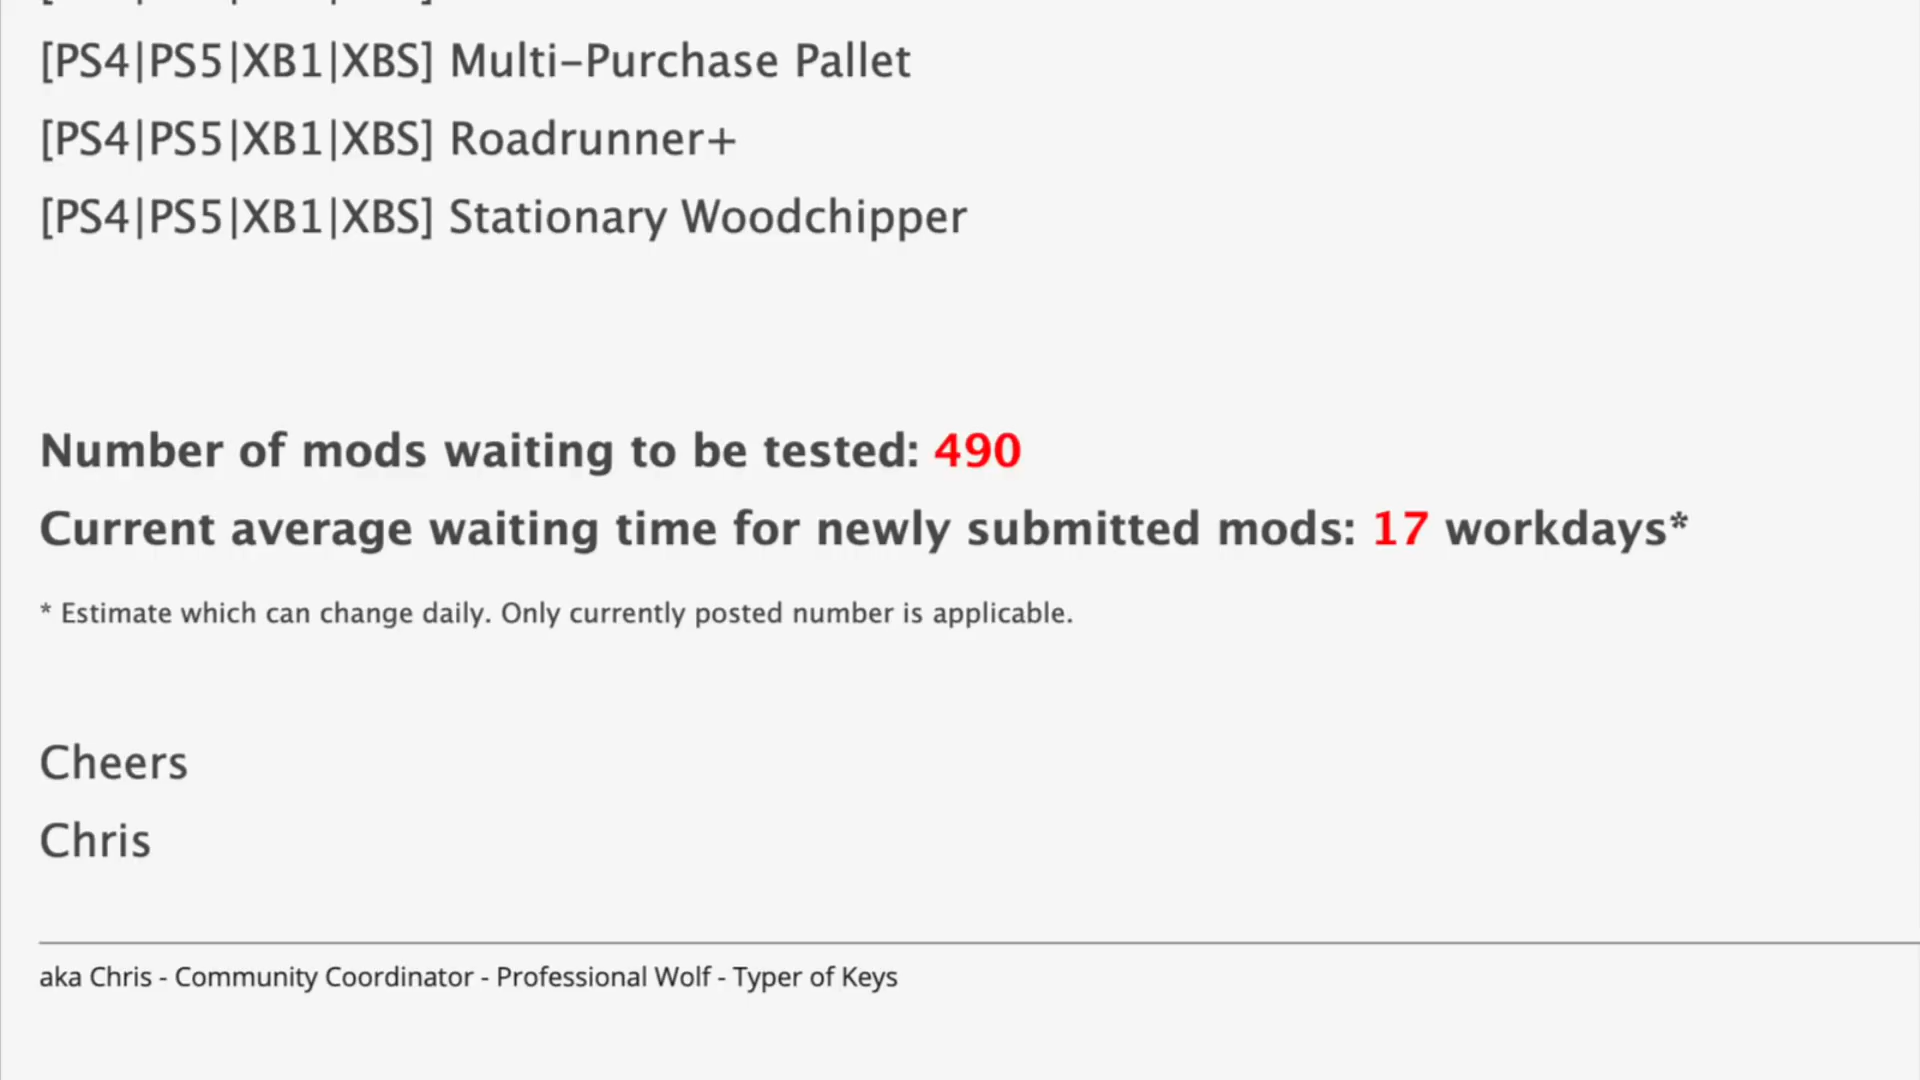 [PS4|PS5|XB1|XBS] Multi-Purchase Pallet
[PS4|PS5|XB1|XBS] Roadrunner+
[PS4|PS5|XB1|XBS] Stationary Woodchipper
Number of mods waiting to be tested: 490
Current average waiting time for newly submitted mods: 17 workdays*
* Estimate which can change daily. Only currently posted number is applicable.
Cheers
Chris
aka Chris - Community Coordinator - Professional Wolf - Typer of Keys